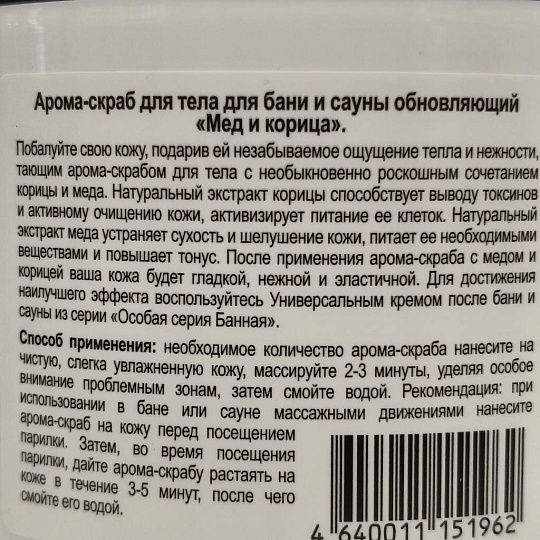 Арома-скраб для тела для бани и сауны обновляющий
«Мед и корица».
Побалуйте свою кожу, подарив ей незабываемое ощущение тепла и нежности,
тающим арома-скрабом для тела с необыкновенно роскошным сочетанием
корицы и меда. Натуральный экстракт корицы способствует выводу токсинов
и активному очищению кожи, активизирует питание ее клеток. Натуральный
экстракт меда устраняет сухость и шелушение кожи, питает ее необходимыми
веществами и повышает тонус. После применения арома-скраба с медом и
корицей ваша кожа будет гладкой, нежной и эластичной. Для достижения
наилучшего эффекта воспользуйтесь Универсальным кремом после бани и
сауны из серии «Особая серия Банная».
Способ применения: необходимое количество арома-скраба нанесите на
чистую, слегка увлажненную кожу, массируйте 2-3 минуты, уделяя особое
внимание проблемным зонам, затем смойте водой. Рекомендация: при
использовании в бане или сауне массажными движениями нанесите
арома-скраб на кожу перед посещением
парилки. Затем, во время посещения
парилки, дайте арома-скрабу растаять на
коже в течение 3-5 минут, после чего
смойте его водой.
4 640011 151962